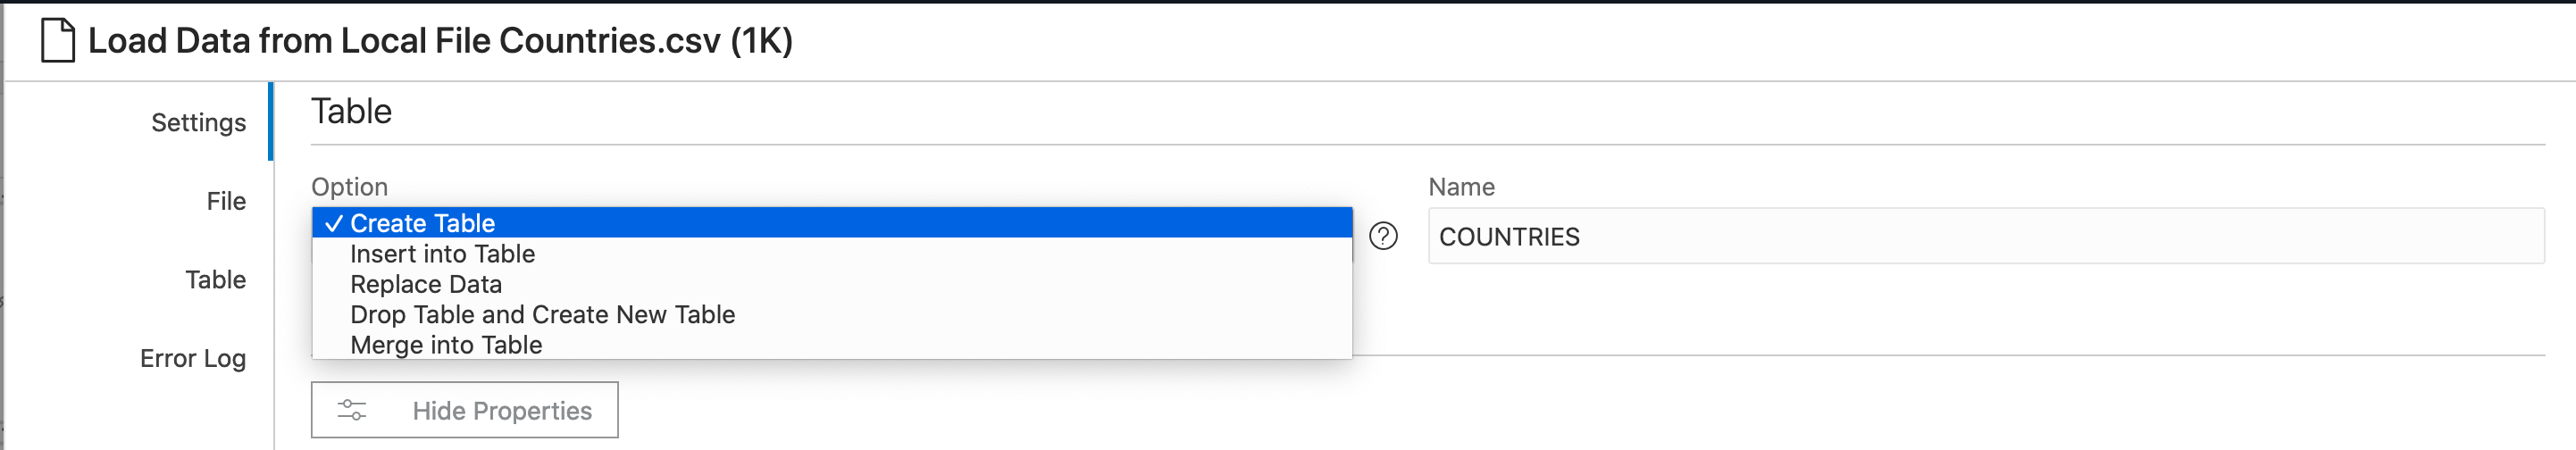 Load Data from Local File Countries.csv (1K)
Settings
File
Table
Error Log
Table
Option
✓ Create Table
Insert into Table
Replace Data
Drop Table and Create New Table
Merge into Table
?
Name
COUNTRIES
Hide Properties